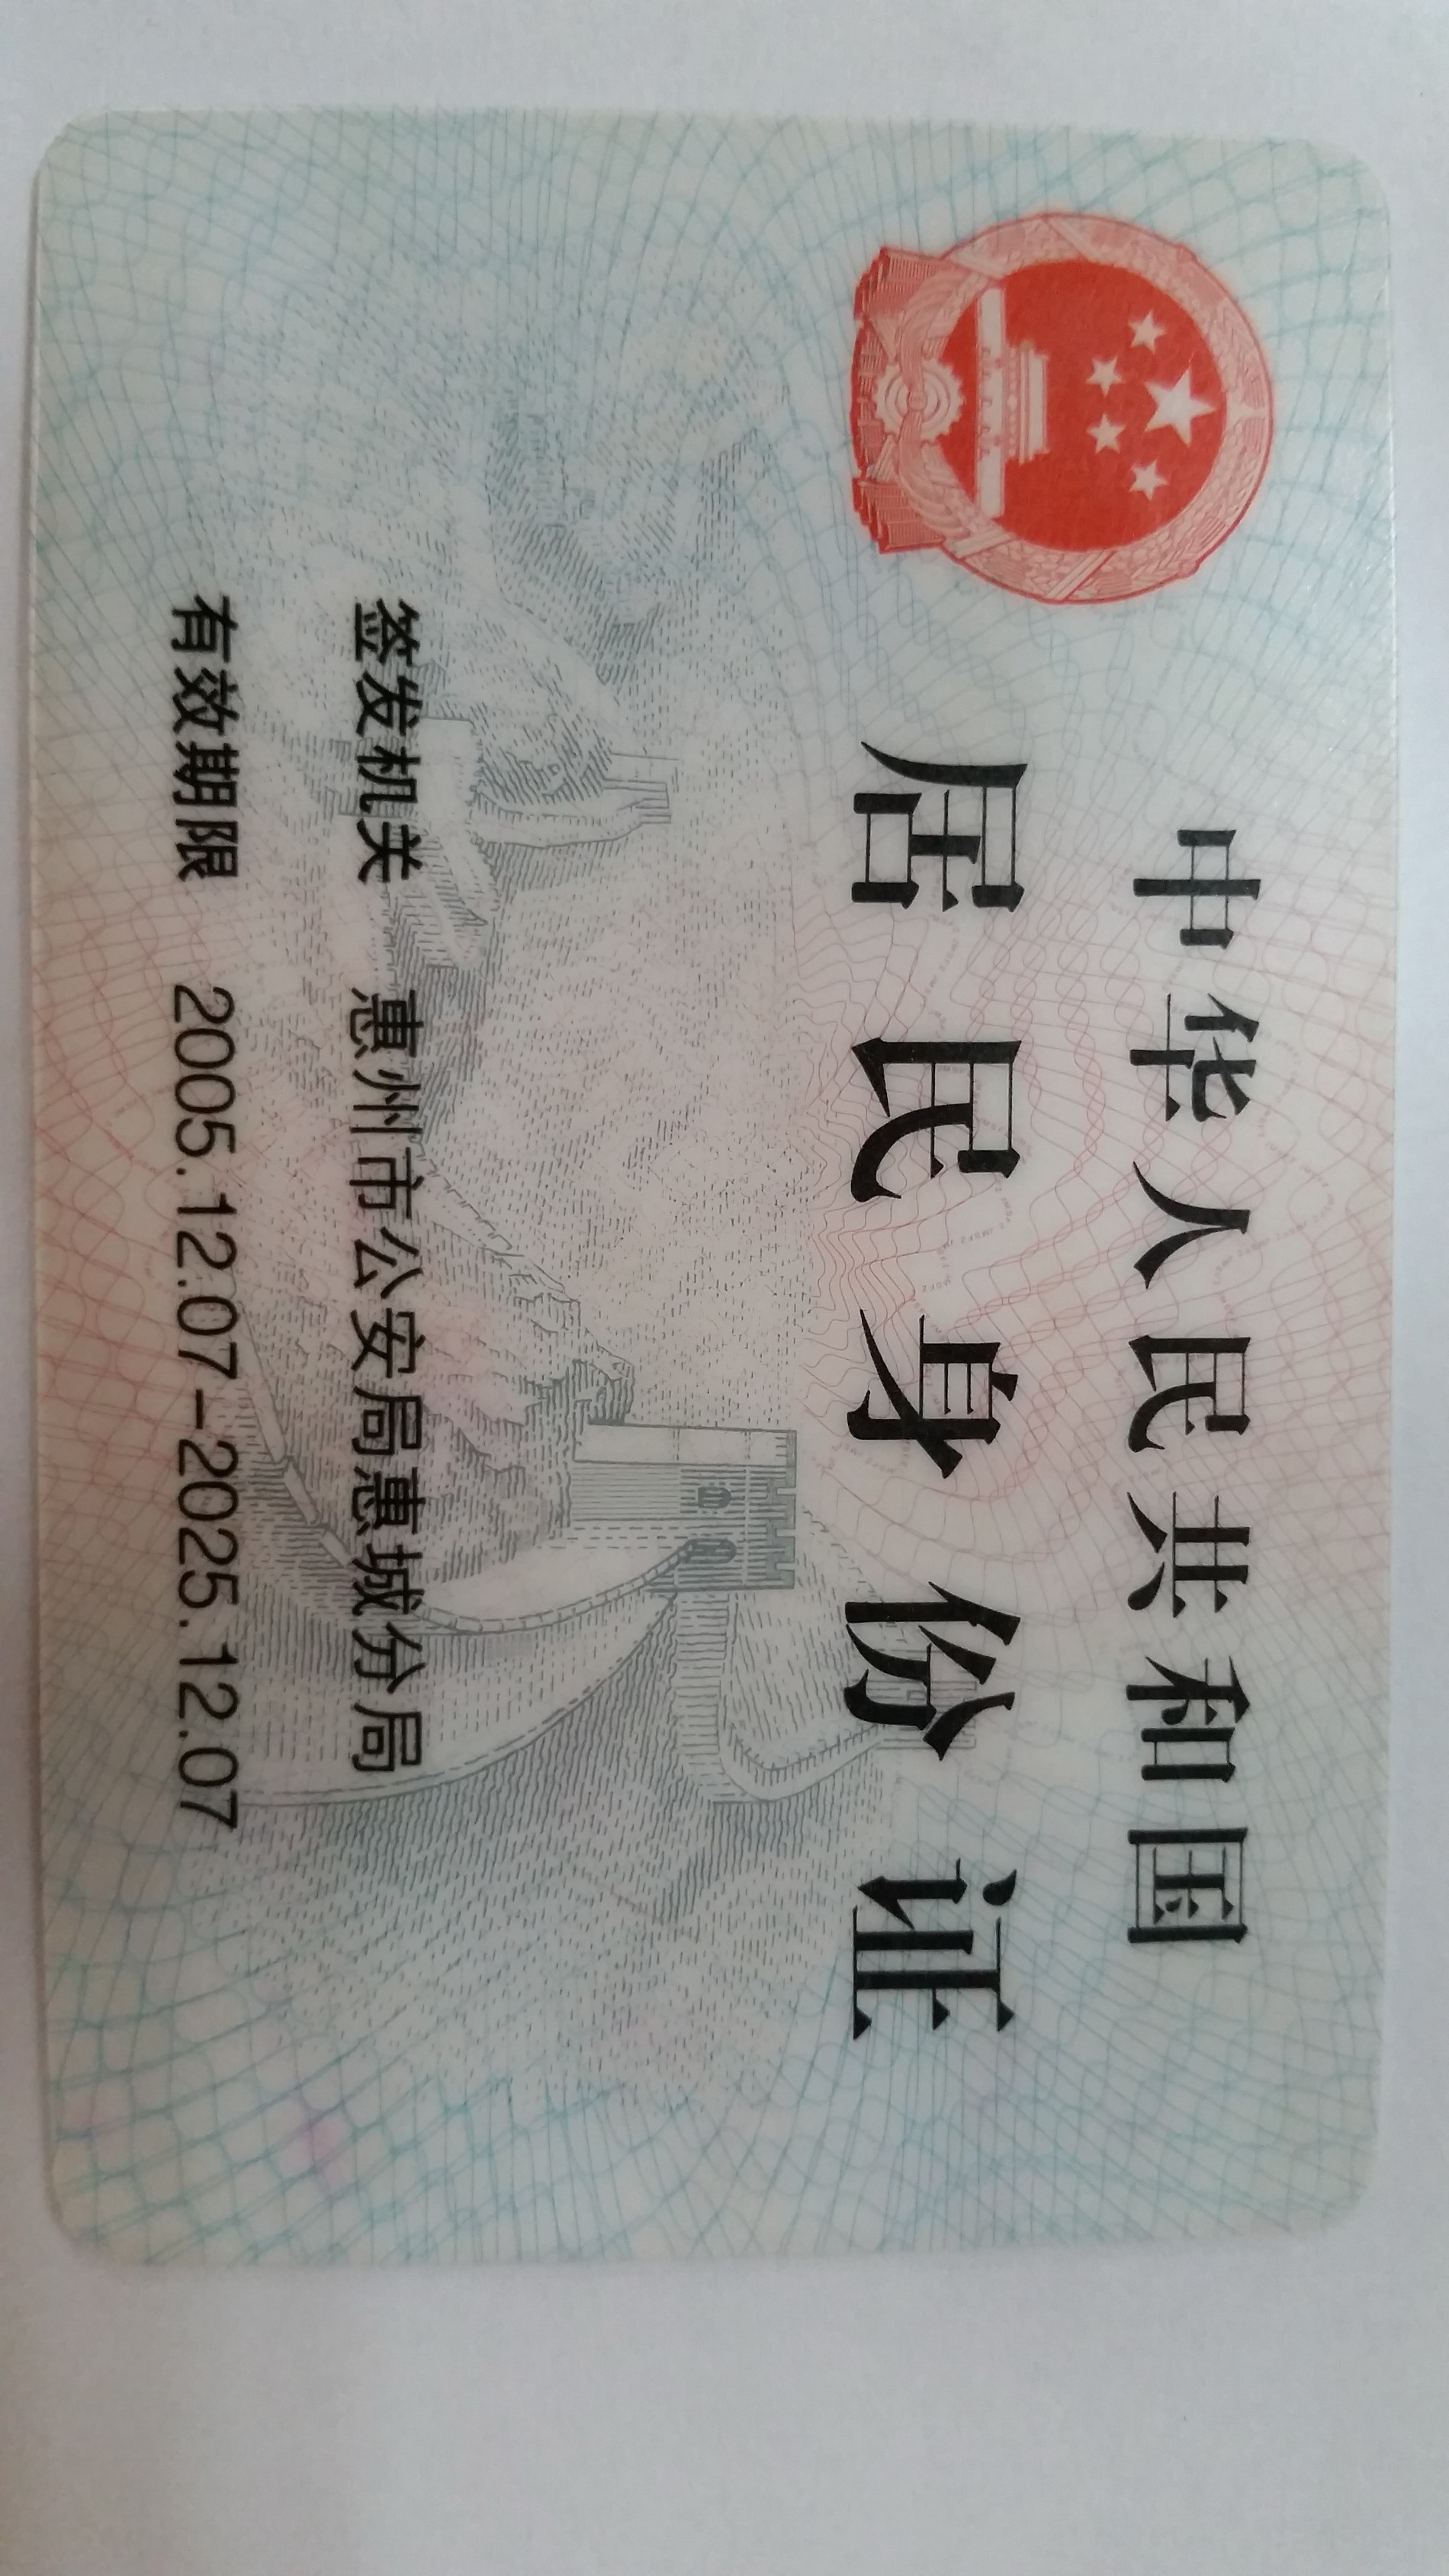 中华人民共和国
居民身份证
签发机关 惠州市公安局惠城分局
有效期限 2005.12.07-2025.12.07